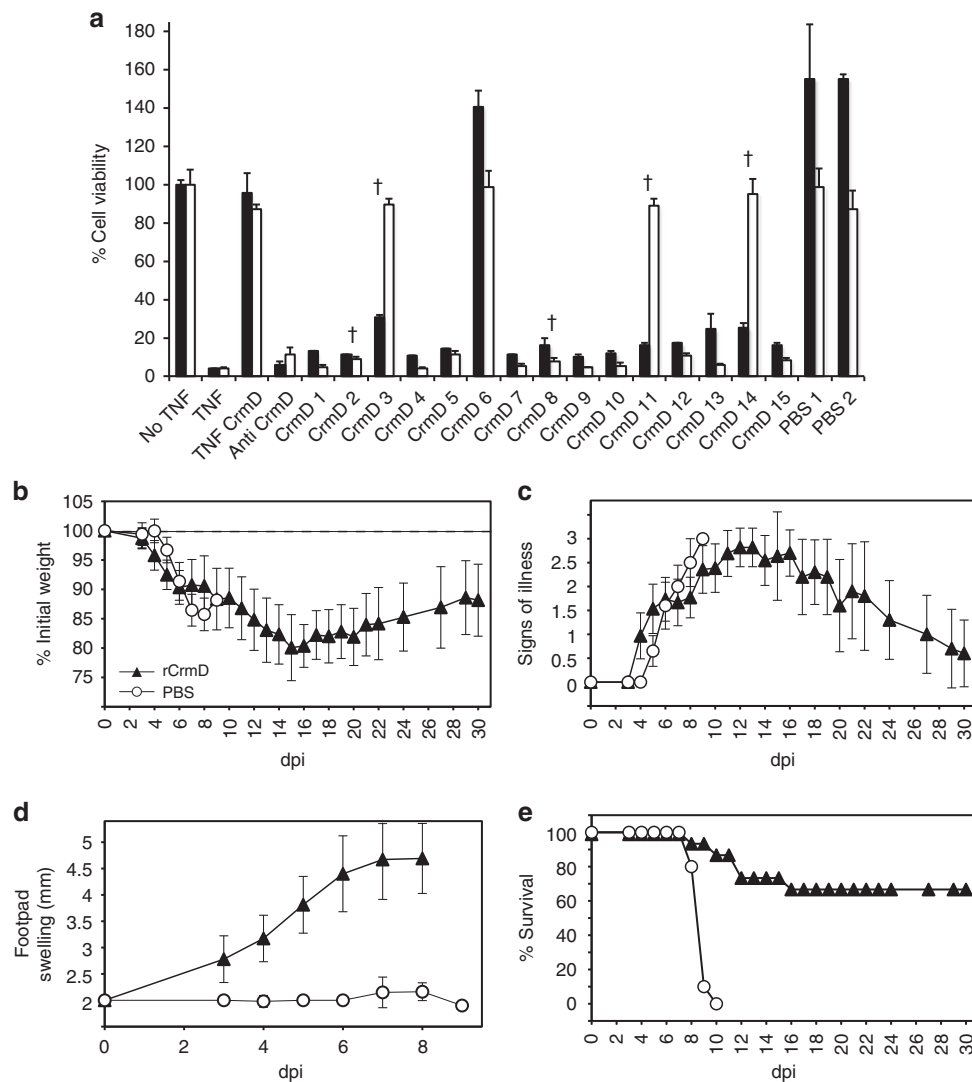 a
% Cell viability
180
160
140
120
100
80
60
40
20
0
†
†
†
†
†
No TNF
TNF
TNF CrmD
Anti CrmD
CrmD 1
CrmD 2
CrmD 3
CrmD 4
CrmD 5
CrmD 6
CrmD 7
CrmD 8
CrmD 9
CrmD 10
CrmD 11
CrmD 12
CrmD 13
CrmD 14
CrmD 15
PBS 1
PBS 2
b
% Initial weight
105
100
95
90
85
80
75
rCrmD
PBS
0 2 4 6 8 10 12 14 16 18 20 22 24 26 28 30
dpi
c
Signs of illness
3
2.5
2
1.5
1
0.5
0
0 2 4 6 8 10 12 14 16 18 20 22 24 26 28 30
dpi
d
Footpad
swelling (mm)
5
4.5
4
3.5
3
2.5
2
0 2 4 6 8
dpi
e
% Survival
100
80
60
40
20
0
0 2 4 6 8 10 12 14 16 18 20 22 24 26 28 30
dpi